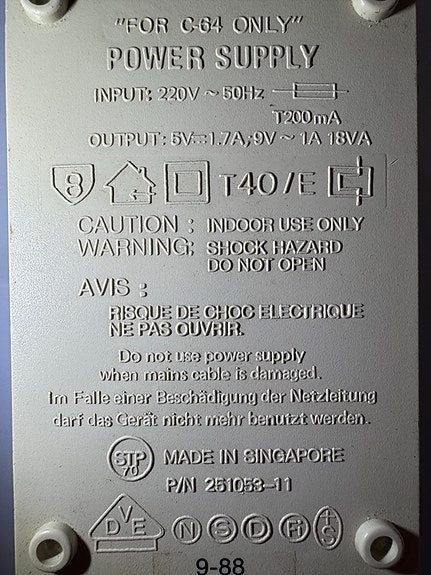 "FOR C-64 ONLY"
POWER SUPPLY
INPUT: 220V ~ 50Hz
T200mA
OUTPUT: 5V⎓1.7A;9V ~ 1A 18VA
8 T40/E
CAUTION : INDOOR USE ONLY
WARNING: SHOCK HAZARD
DO NOT OPEN
AVIS :
RISQUE DE CHOC ELECTRIQUE
NE PAS OUVRIR.
Do not use power supply
when mains cable is damaged.
Im Falle einer Beschädigung der Netzleitung
darf das Gerät nicht mehr benutzt werden.
STP 70 MADE IN SINGAPORE
P/N 251053-11
DVE N S D Fi +S
9-88